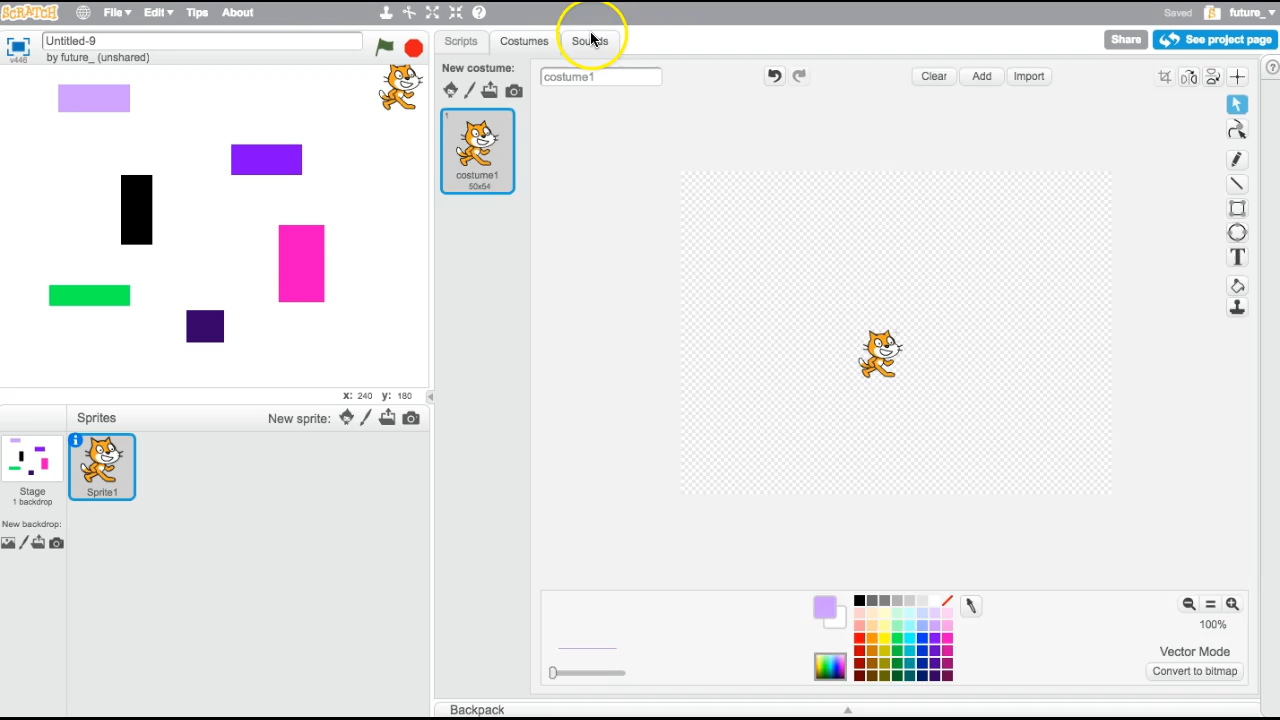 SCRATCH File▾ Edit▾ Tips About Saved future_ ▾
v446 Untitled-9
by future_ (unshared)
Scripts Costumes Sounds Share See project page
New costume:
costume1 Clear Add Import
1
costume1
50x54
x: 240 y: 180
Sprites New sprite:
Stage
1 backdrop
Sprite1
New backdrop:
100%
Vector Mode
Convert to bitmap
Backpack